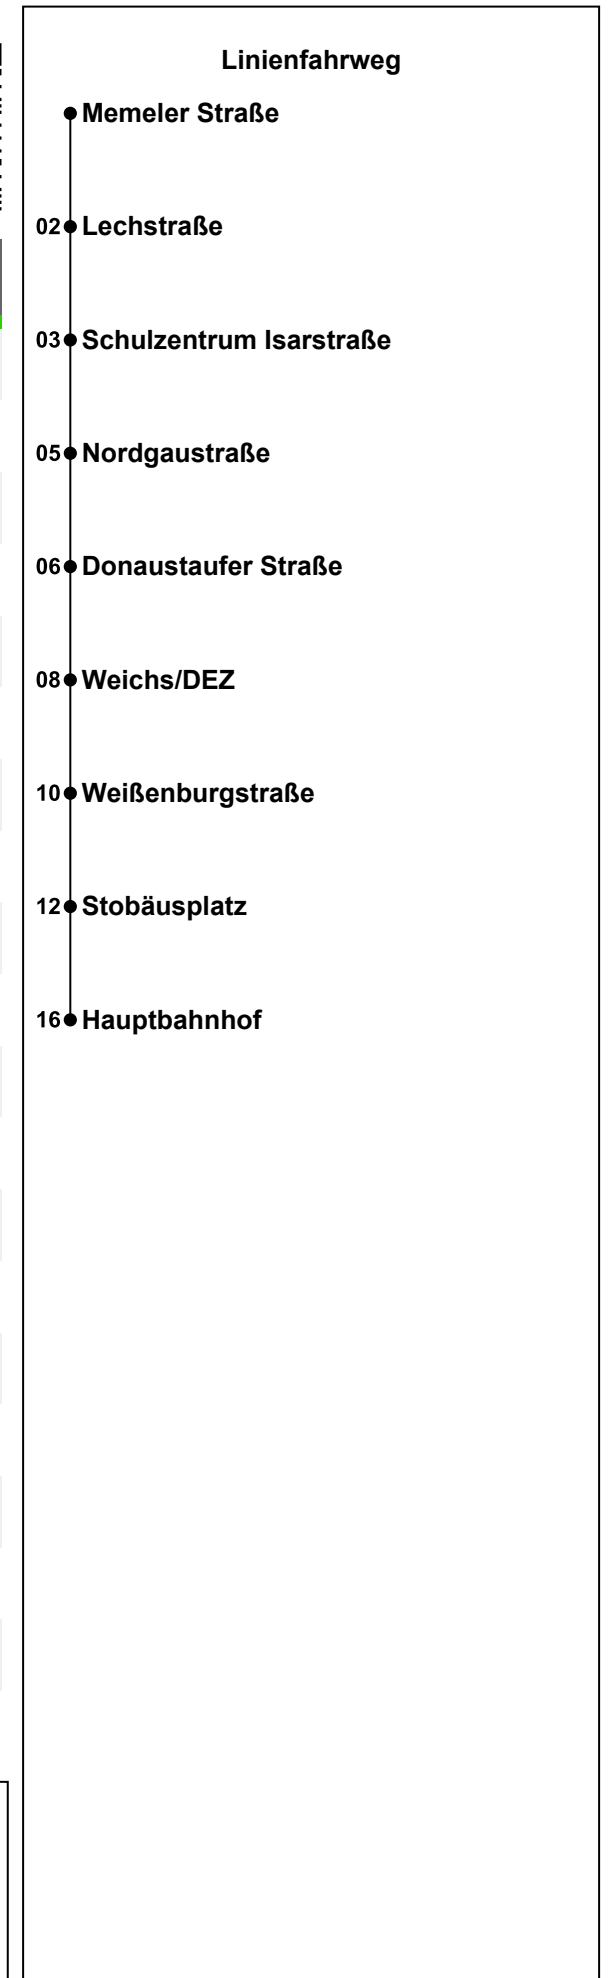 Linienfahrweg
Memeler Straße
02 Lechstraße
03 Schulzentrum Isarstraße
05 Nordgaustraße
06 Donaustaufer Straße
08 Weichs/DEZ
10 Weißenburgstraße
12 Stobäusplatz
16 Hauptbahnhof